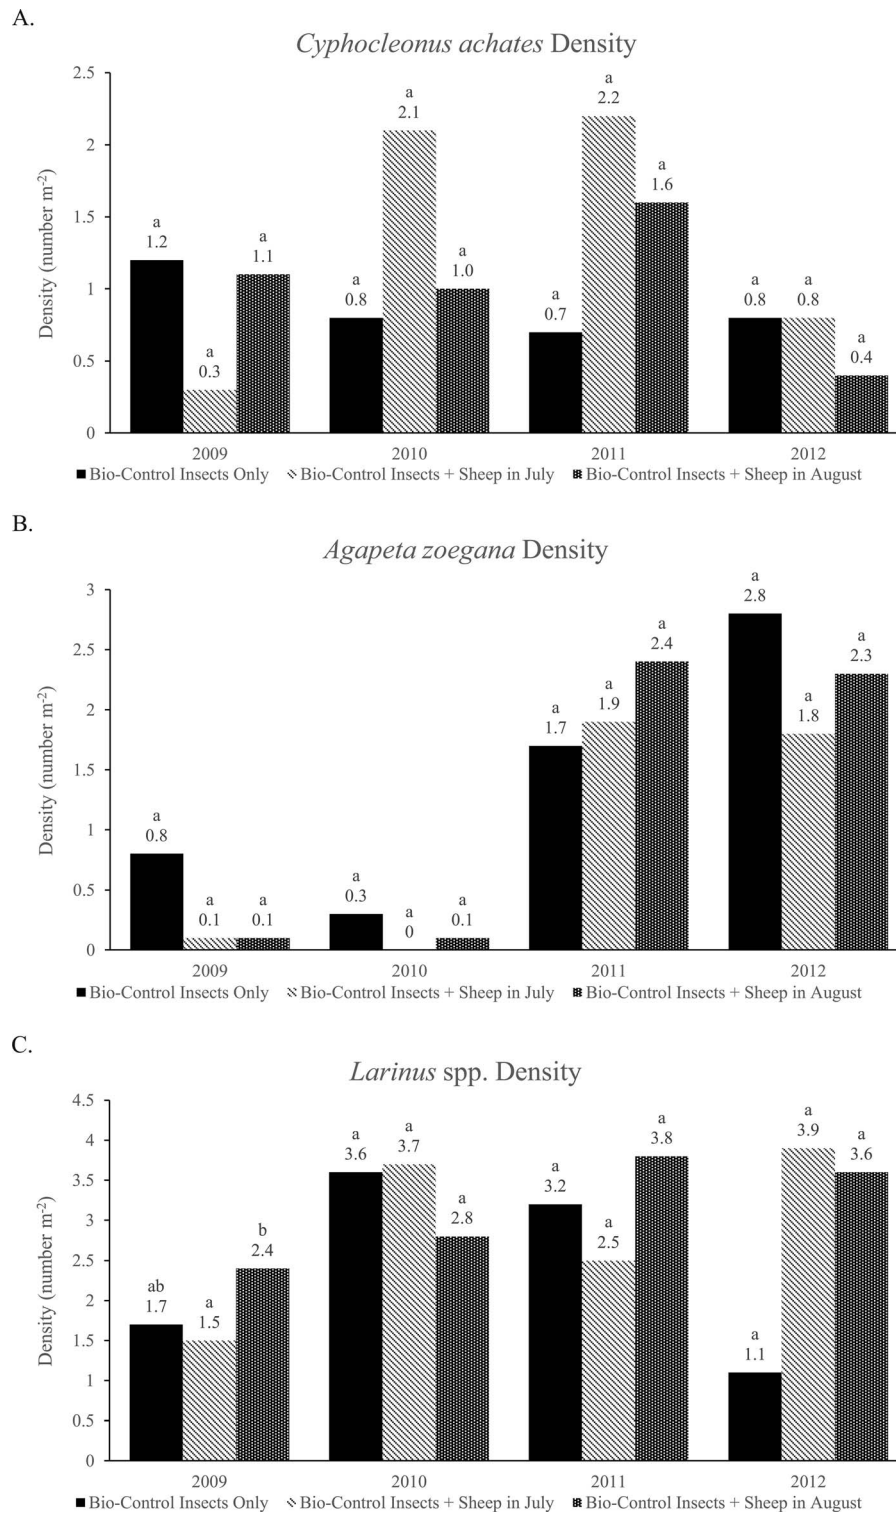 A.
Cyphocleonus achates Density
Density (number m-2)
2.5
2
1.5
1
0.5
0
a
1.2
a
0.3
a
1.1
a
0.8
a
2.1
a
1.0
a
0.7
a
2.2
a
1.6
a
0.8
a
0.8
a
0.4
2009 2010 2011 2012
Bio-Control Insects Only Bio-Control Insects + Sheep in July Bio-Control Insects + Sheep in August
B.
Agapeta zoegana Density
Density (number m-2)
3
2.5
2
1.5
1
0.5
0
a
0.8
a
0.1
a
0.1
a
0.3
a
0
a
0.1
a
1.7
a
1.9
a
2.4
a
2.8
a
1.8
a
2.3
2009 2010 2011 2012
Bio-Control Insects Only Bio-Control Insects + Sheep in July Bio-Control Insects + Sheep in August
C.
Larinus spp. Density
Density (number m-2)
4.5
4
3.5
3
2.5
2
1.5
1
0.5
0
ab
1.7
a
1.5
b
2.4
a
3.6
a
3.7
a
2.8
a
3.2
a
2.5
a
3.8
a
1.1
a
3.9
a
3.6
2009 2010 2011 2012
Bio-Control Insects Only Bio-Control Insects + Sheep in July Bio-Control Insects + Sheep in August